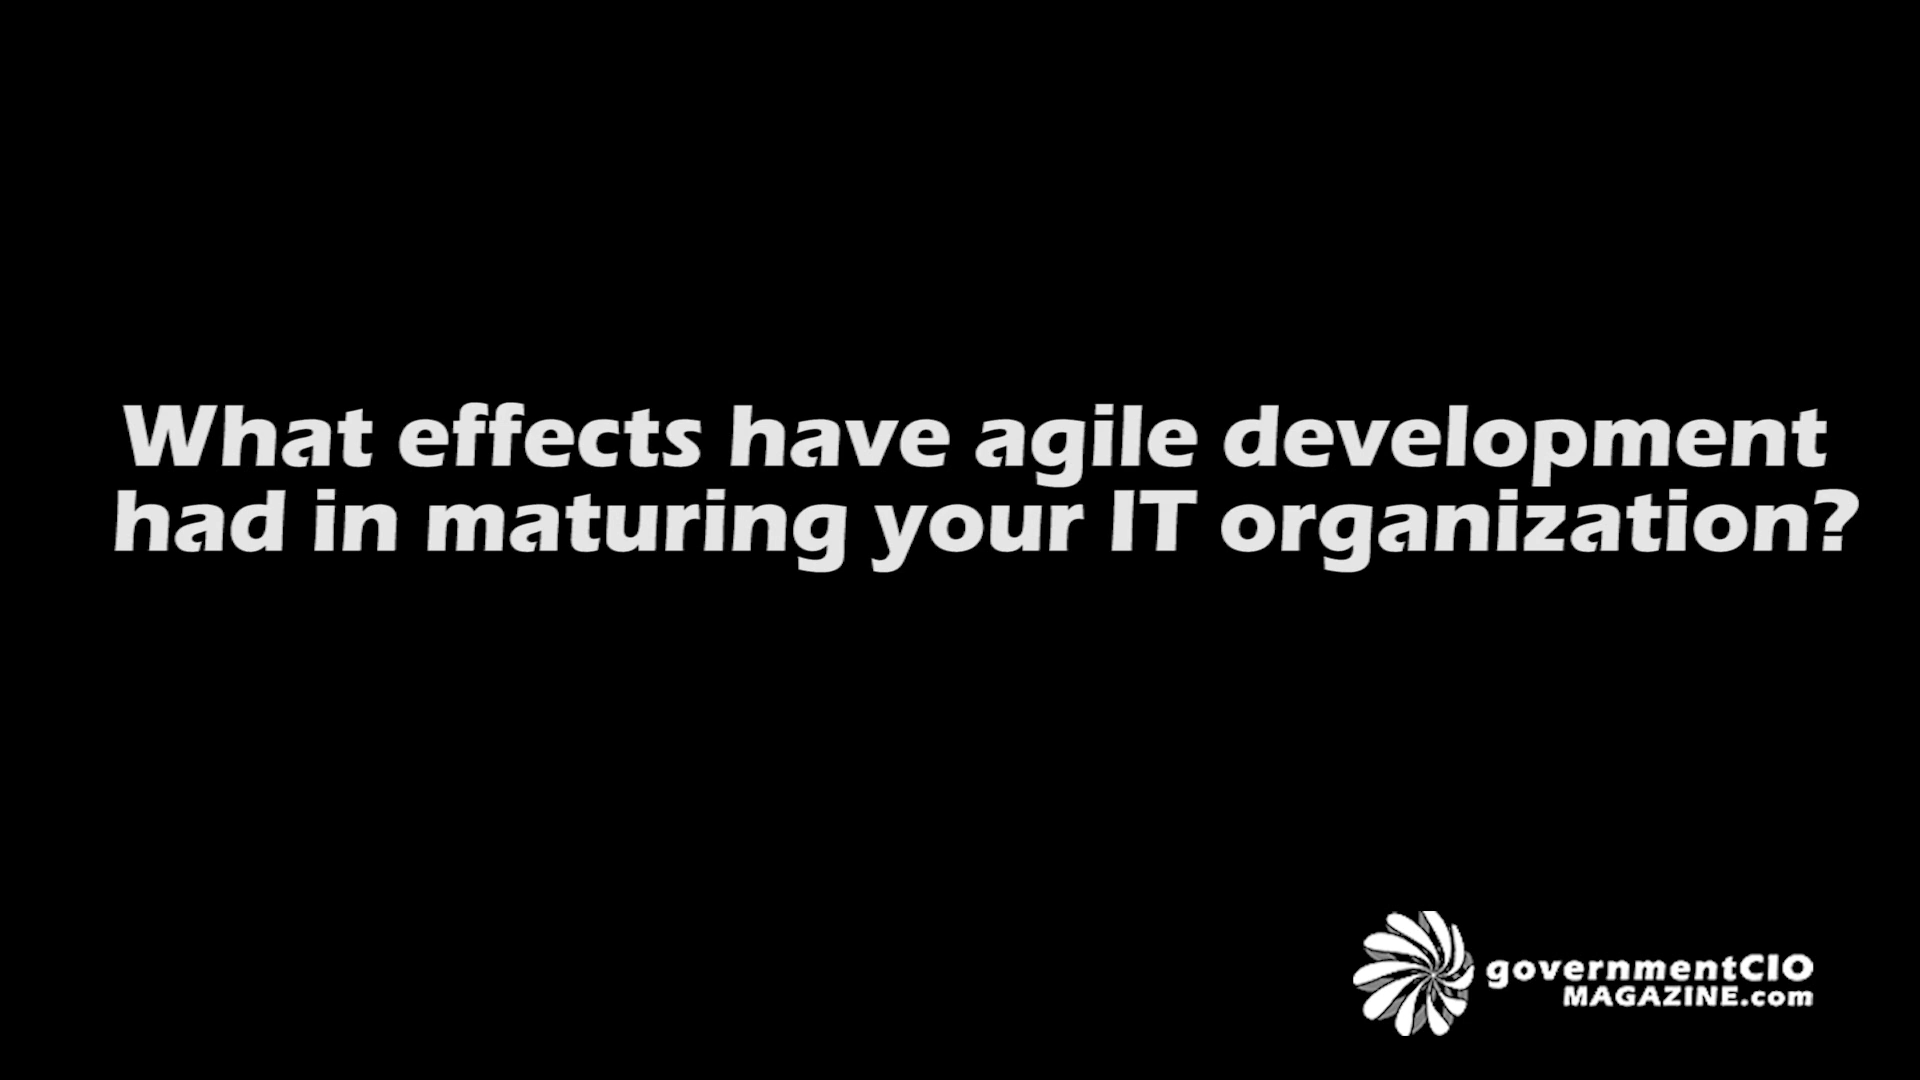 What effects have agile development
had in maturing your IT organization?
governmentCIO
MAGAZINE.com